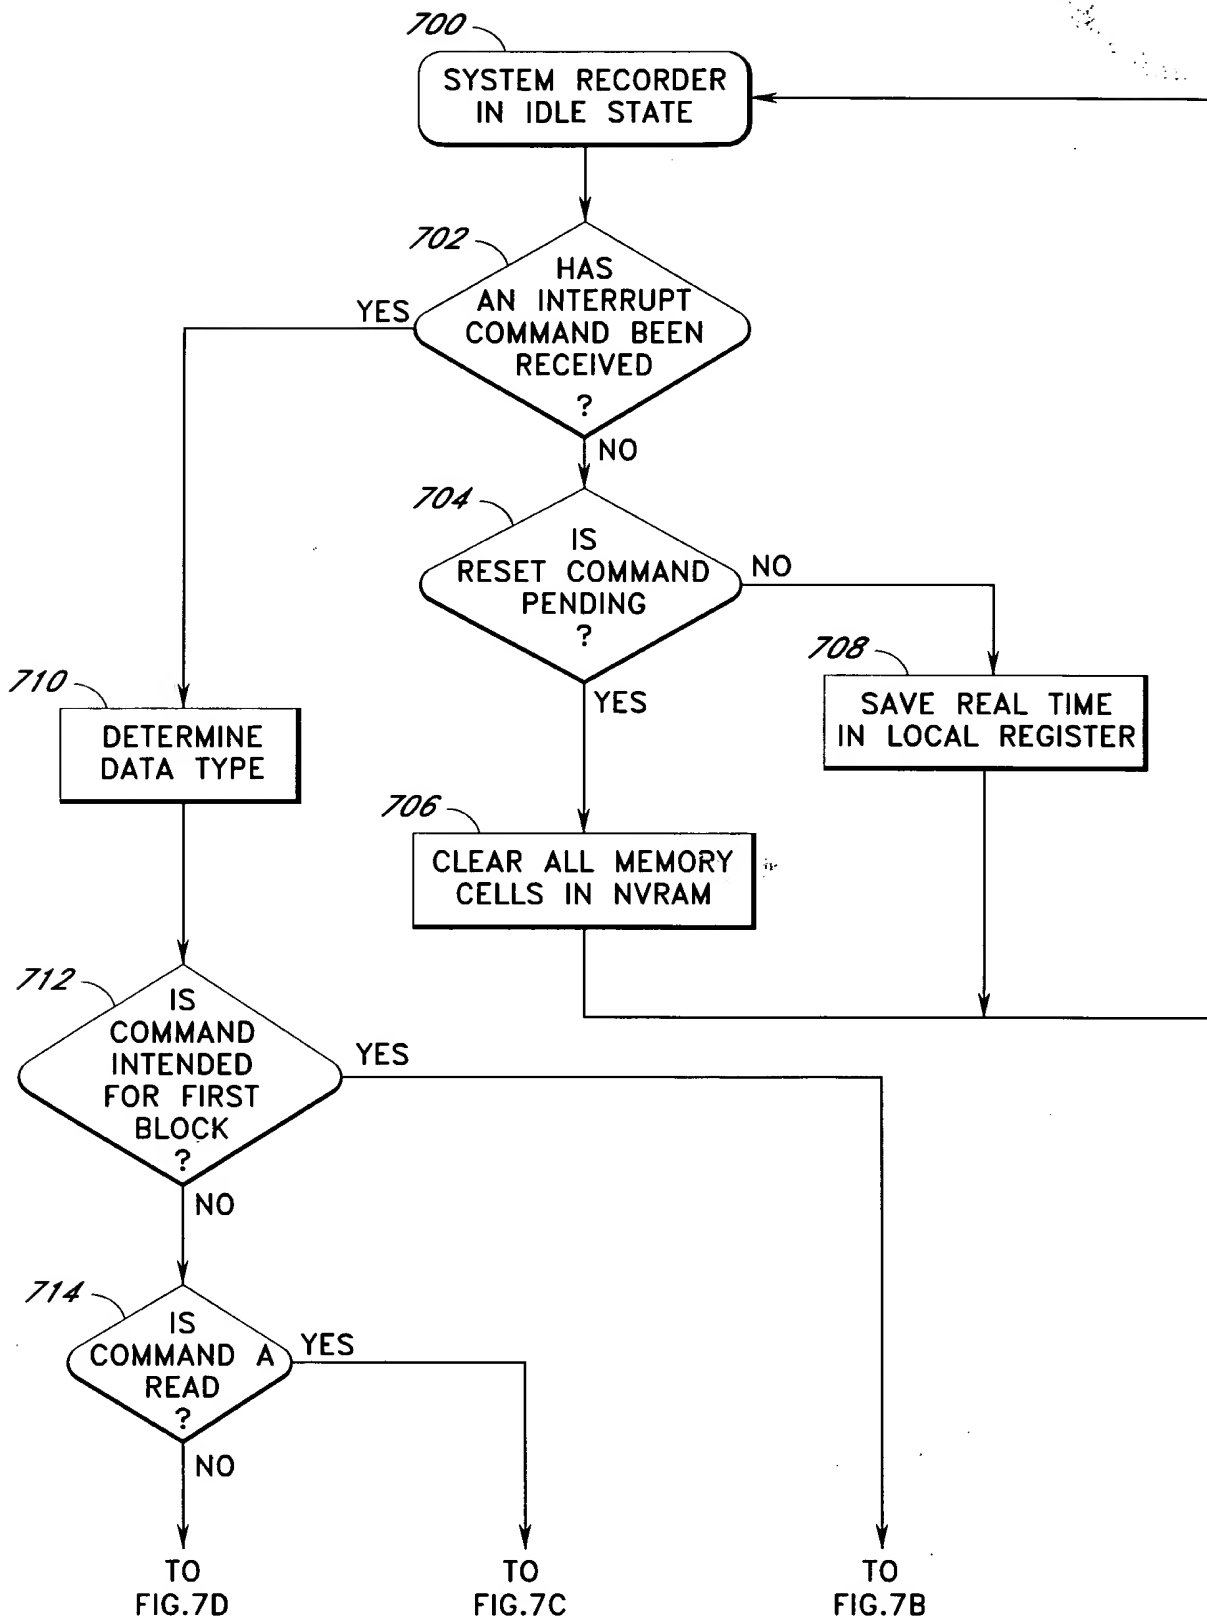 700
SYSTEM RECORDER
IN IDLE STATE
702
HAS
AN INTERRUPT
COMMAND BEEN
RECEIVED
?
YES
NO
704
IS
RESET COMMAND
PENDING
?
NO
YES
708
SAVE REAL TIME
IN LOCAL REGISTER
710
DETERMINE
DATA TYPE
706
CLEAR ALL MEMORY
CELLS IN NVRAM
712
IS
COMMAND
INTENDED
FOR FIRST
BLOCK
?
YES
NO
714
IS
COMMAND A
READ
?
YES
NO
TO
FIG.7D
TO
FIG.7C
TO
FIG.7B